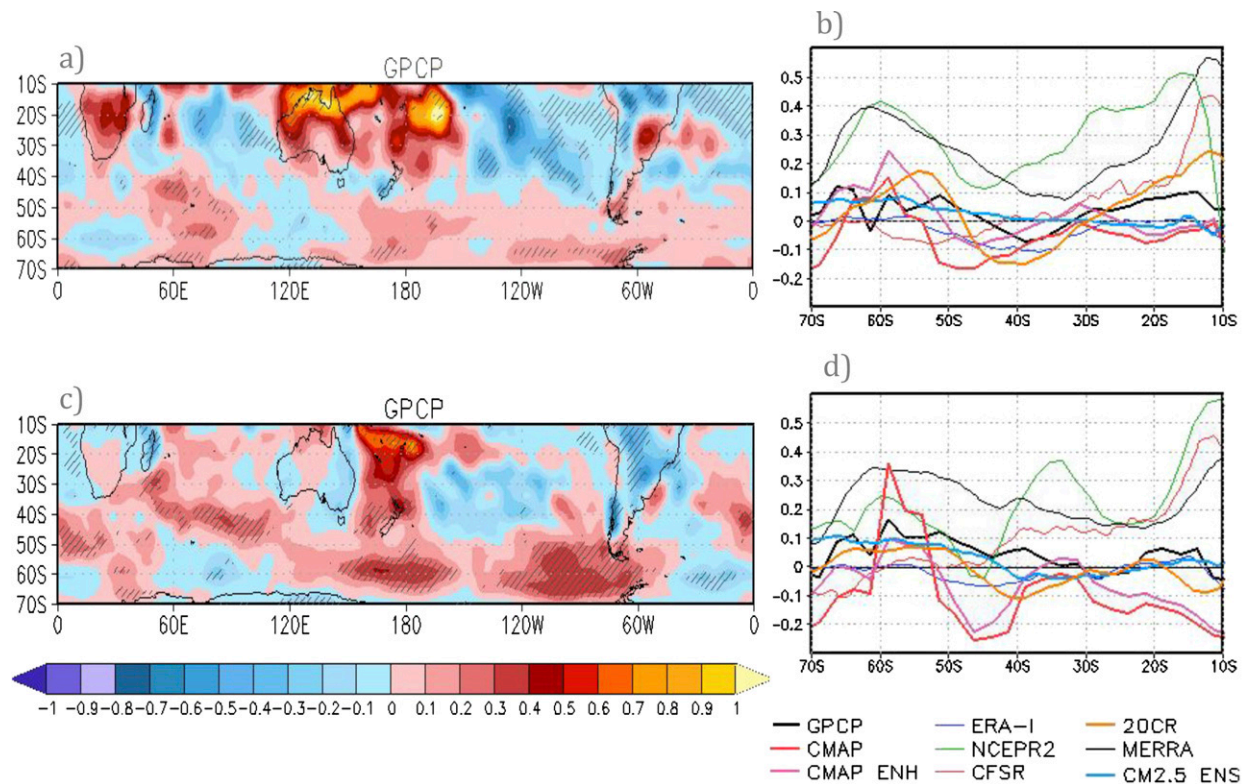 a)
GPCP
10S
20S
30S
40S
50S
60S
70S
0 60E 120E 180 120W 60W 0
b)
0.5
0.4
0.3
0.2
0.1
0
-0.1
-0.2
70S 60S 50S 40S 30S 20S 10S
c)
GPCP
10S
20S
30S
40S
50S
60S
70S
0 60E 120E 180 120W 60W 0
d)
0.5
0.4
0.3
0.2
0.1
0
-0.1
-0.2
70S 60S 50S 40S 30S 20S 10S
-1 -0.9 -0.8 -0.7 -0.6 -0.5 -0.4 -0.3 -0.2 -0.1 0 0.1 0.2 0.3 0.4 0.5 0.6 0.7 0.8 0.9 1
GPCP ERA-I 20CR
CMAP NCEPR2 MERRA
CMAP ENH CFSR CM2.5 ENS